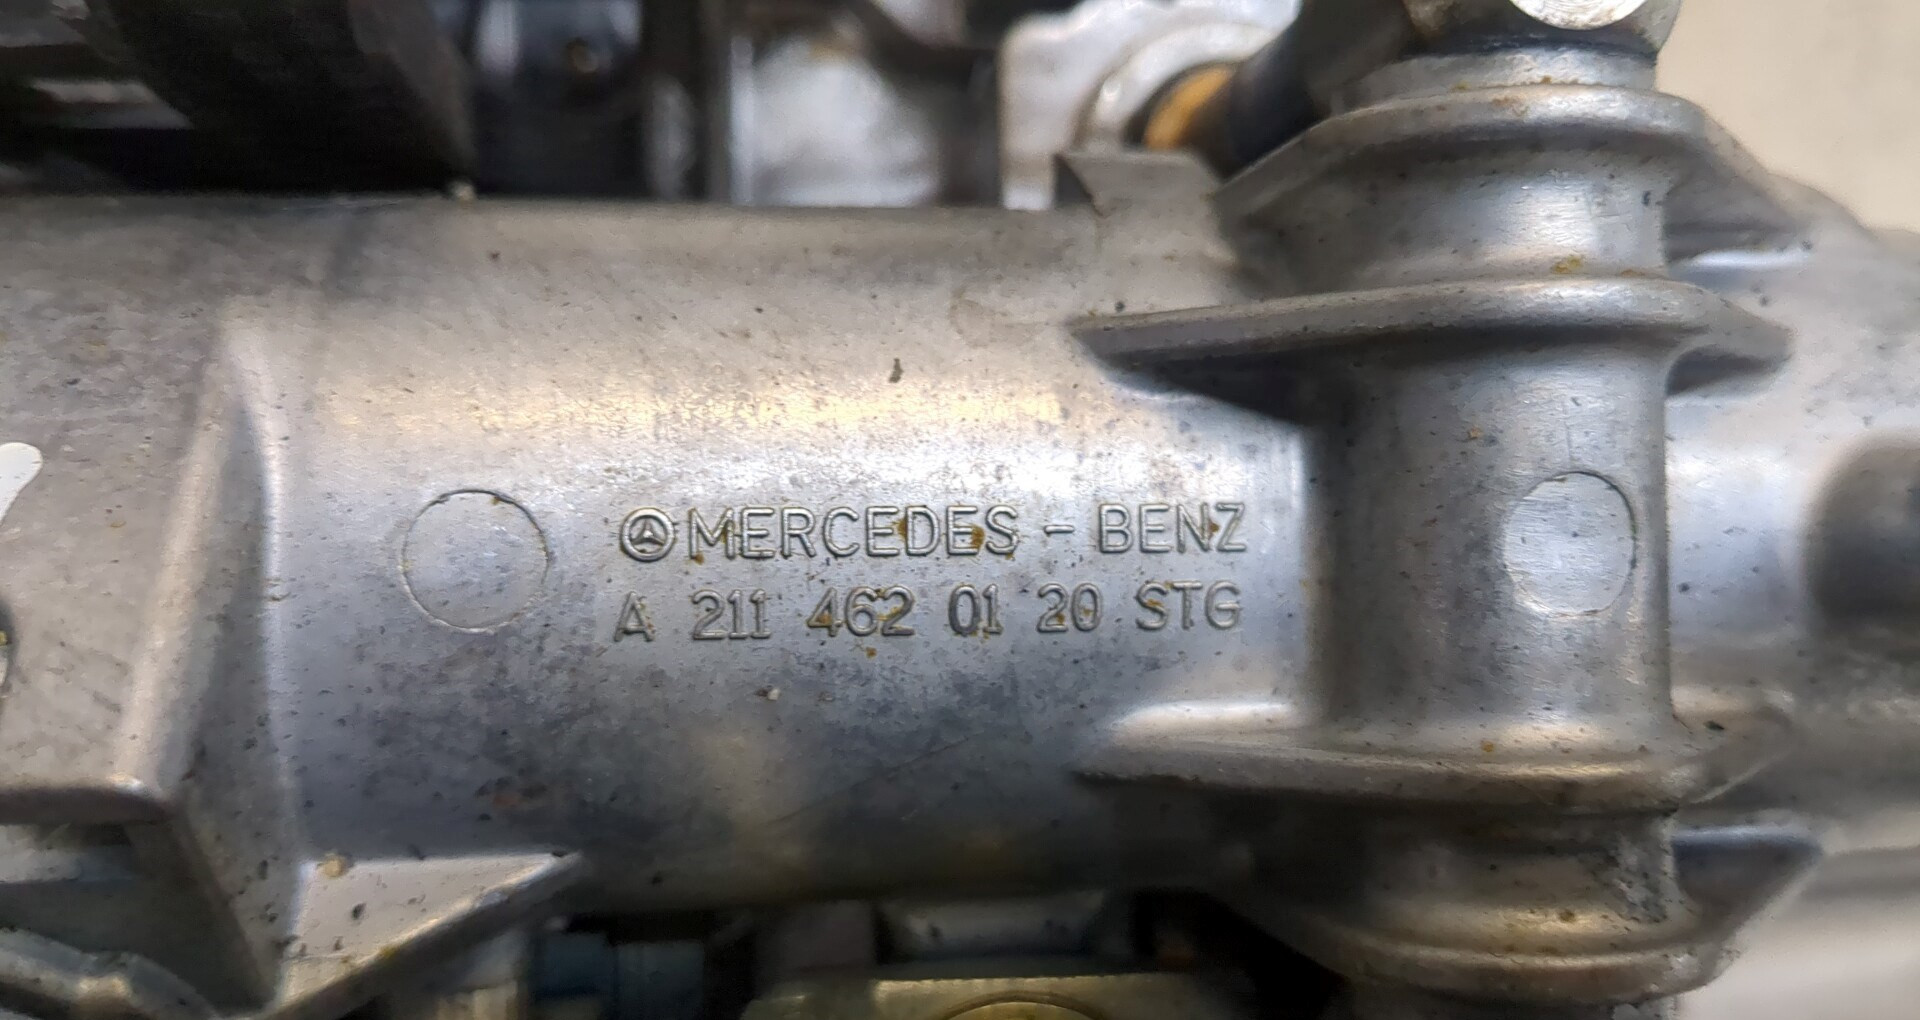 MERCEDES - BENZ
A 211 462 01 20 STG